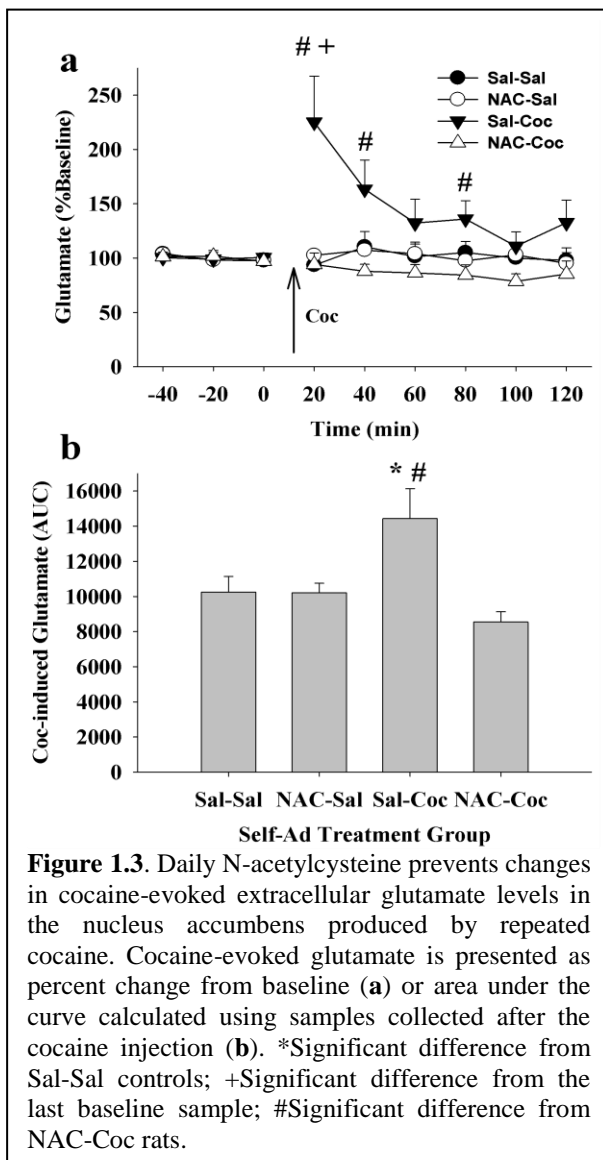 a
# +
Sal-Sal
NAC-Sal
Sal-Coc
NAC-Coc
#
#
Glutamate (%Baseline)
250
200
150
100
50
0
Coc
-40 -20 0 20 40 60 80 100 120
Time (min)
b
* #
Coc-induced Glutamate (AUC)
16000
14000
12000
10000
8000
6000
4000
2000
0
Sal-Sal NAC-Sal Sal-Coc NAC-Coc
Self-Ad Treatment Group
Figure 1.3. Daily N-acetylcysteine prevents changes
in cocaine-evoked extracellular glutamate levels in
the nucleus accumbens produced by repeated
cocaine. Cocaine-evoked glutamate is presented as
percent change from baseline (a) or area under the
curve calculated using samples collected after the
cocaine injection (b). *Significant difference from
Sal-Sal controls; +Significant difference from the
last baseline sample; #Significant difference from
NAC-Coc rats.